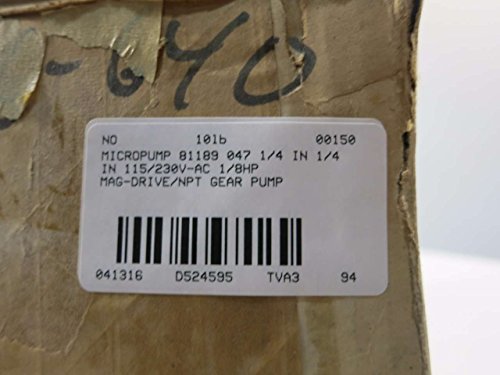 -640
NO 10lb 00150
MICROPUMP 81189 047 1/4 IN 1/4
IN 115/230V-AC 1/8HP
MAG-DRIVE/NPT GEAR PUMP
041316 D524595 TVA3 94